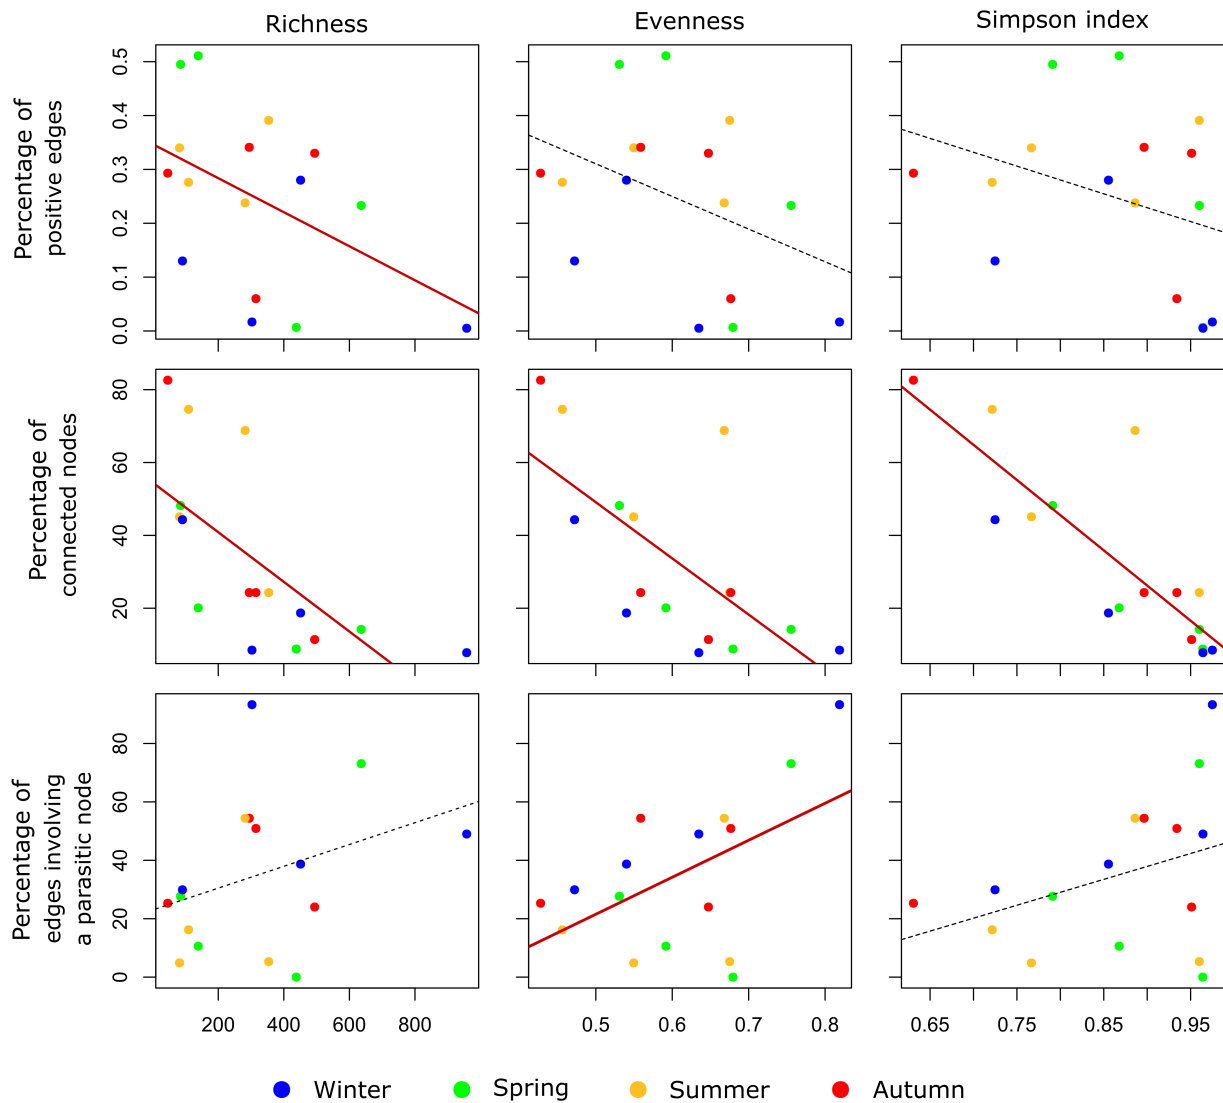 Richness
Evenness
Simpson index
Percentage of
positive edges
0.0 0.1 0.2 0.3 0.4 0.5
Percentage of
connected nodes
20 40 60 80
Percentage of
edges involving
a parasitic node
0 20 40 60 80
200 400 600 800
0.5 0.6 0.7 0.8
0.65 0.75 0.85 0.95
Winter
Spring
Summer
Autumn